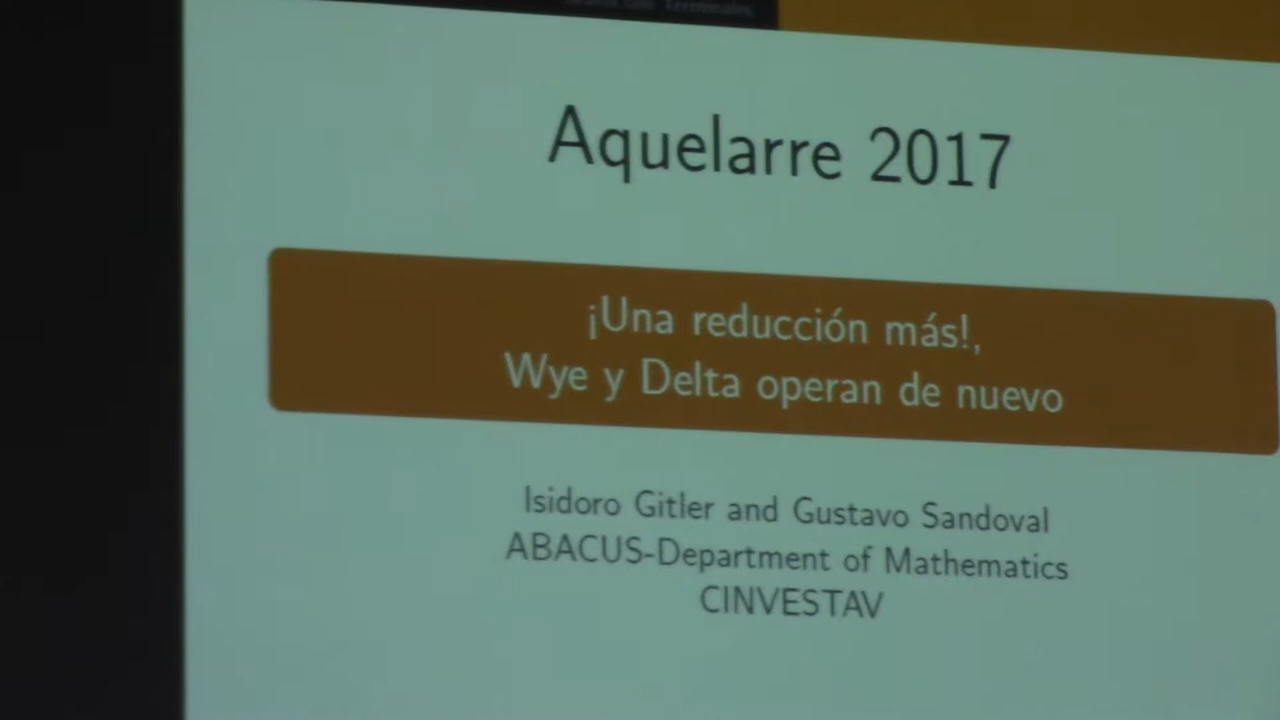 Terminales
Aquelarre 2017
¡Una reducción más!,
Wye y Delta operan de nuevo
Isidoro Gitler and Gustavo Sandoval
ABACUS-Department of Mathematics
CINVESTAV